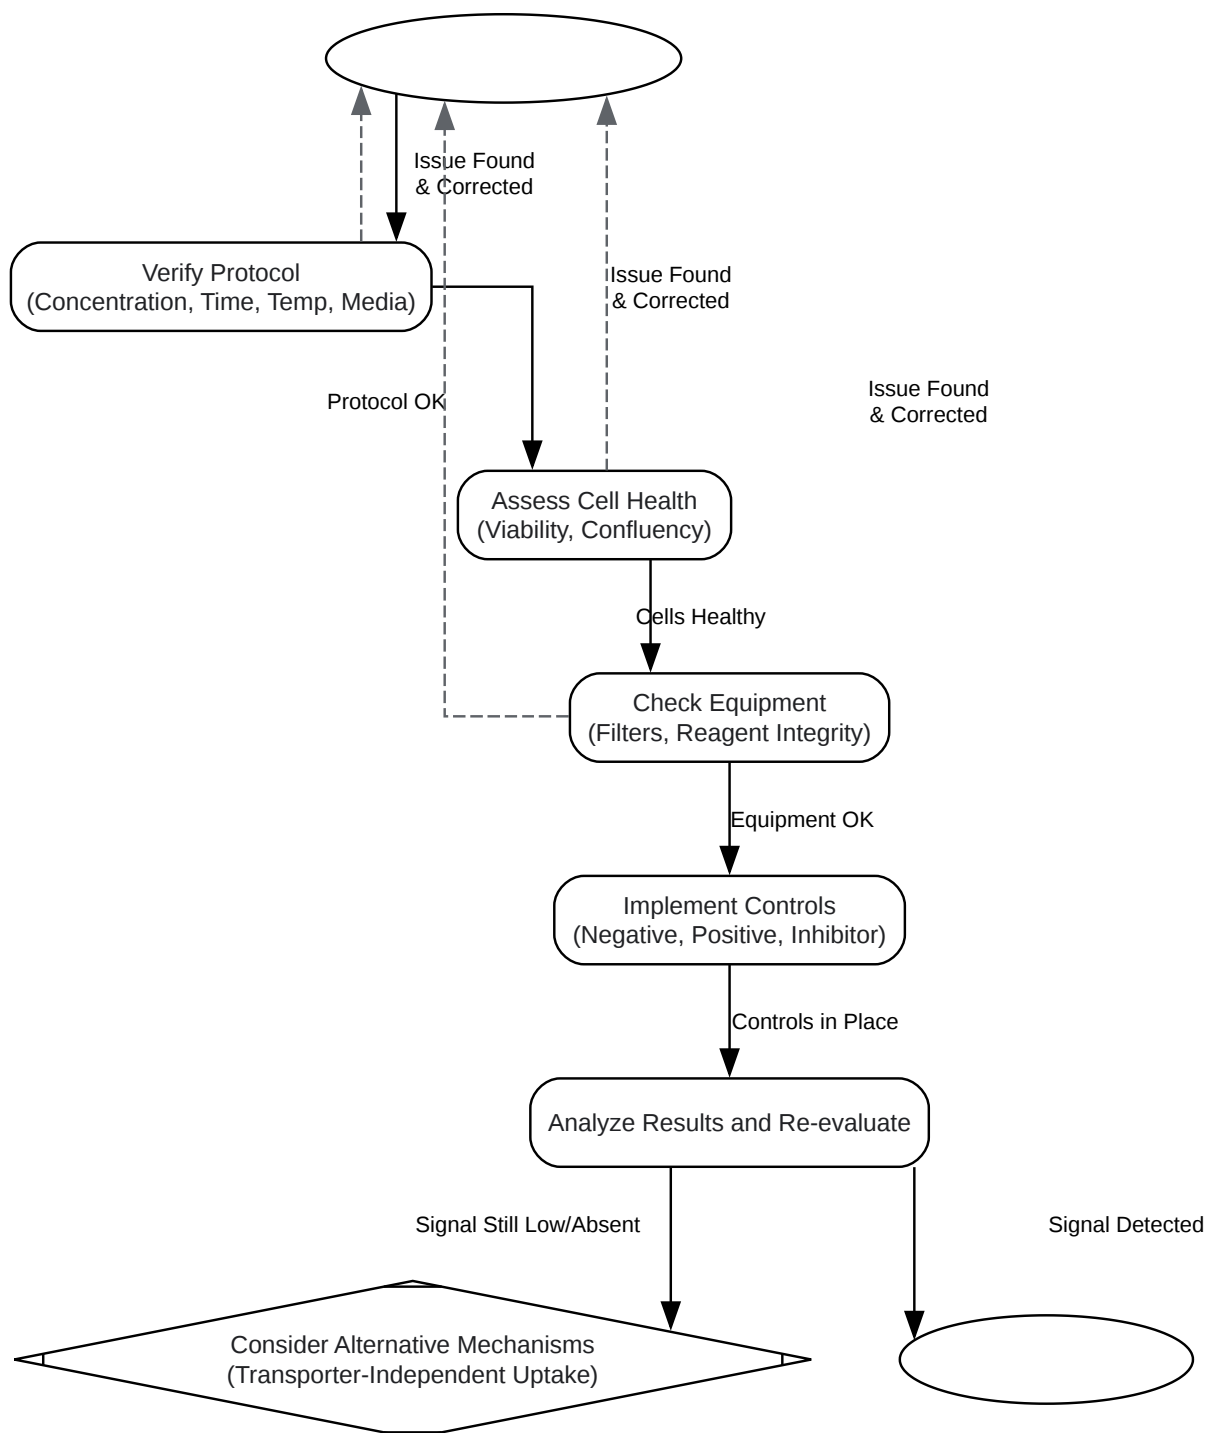 Issue Found
& Corrected
Verify Protocol
(Concentration, Time, Temp, Media)
Issue Found
& Corrected
Protocol OK
Issue Found
& Corrected
Assess Cell Health
(Viability, Confluency)
Cells Healthy
Check Equipment
(Filters, Reagent Integrity)
Equipment OK
Implement Controls
(Negative, Positive, Inhibitor)
Controls in Place
Analyze Results and Re-evaluate
Signal Still Low/Absent
Signal Detected
Consider Alternative Mechanisms
(Transporter-Independent Uptake)